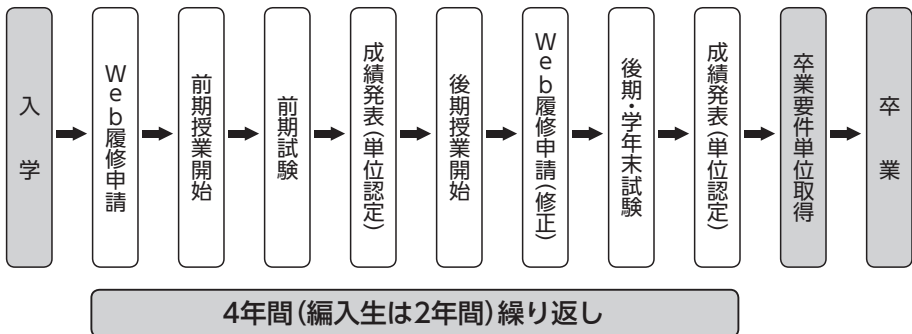 入学
Web履修申請
前期授業開始
前期試験
成績発表(単位認定)
後期授業開始
Web履修申請(修正)
後期・学年末試験
成績発表(単位認定)
卒業要件単位取得
卒業
4年間(編入生は2年間)繰り返し